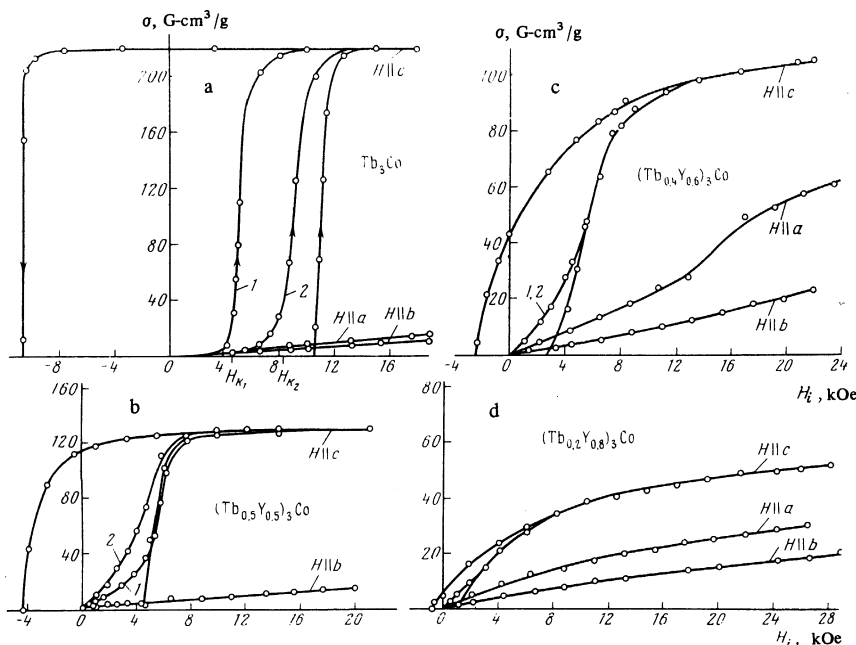 σ, G-cm³/g
200
160
120
80
40
-8
-4
0
4
8
12
16
a
H∥c
Tb₃Co
1
2
H∥a
H∥b
H_K₁
H_K₂
σ, G-cm³/g
100
80
60
40
20
0
4
8
12
16
20
24
c
H∥c
(Tb₀.₄Y₀.₆)₃Co
H∥a
1,2
H∥b
H_i, kOe
160
120
80
40
-4
0
4
8
12
16
20
b
H∥c
(Tb₀,₅Y₀.₅)₃Co
2
1
H∥b
80
60
40
20
0
4
8
12
16
20
24
28
d
(Tb₀.₂Y₀.₈)₃Co
H∥c
H∥a
H∥b
H_i, kOe